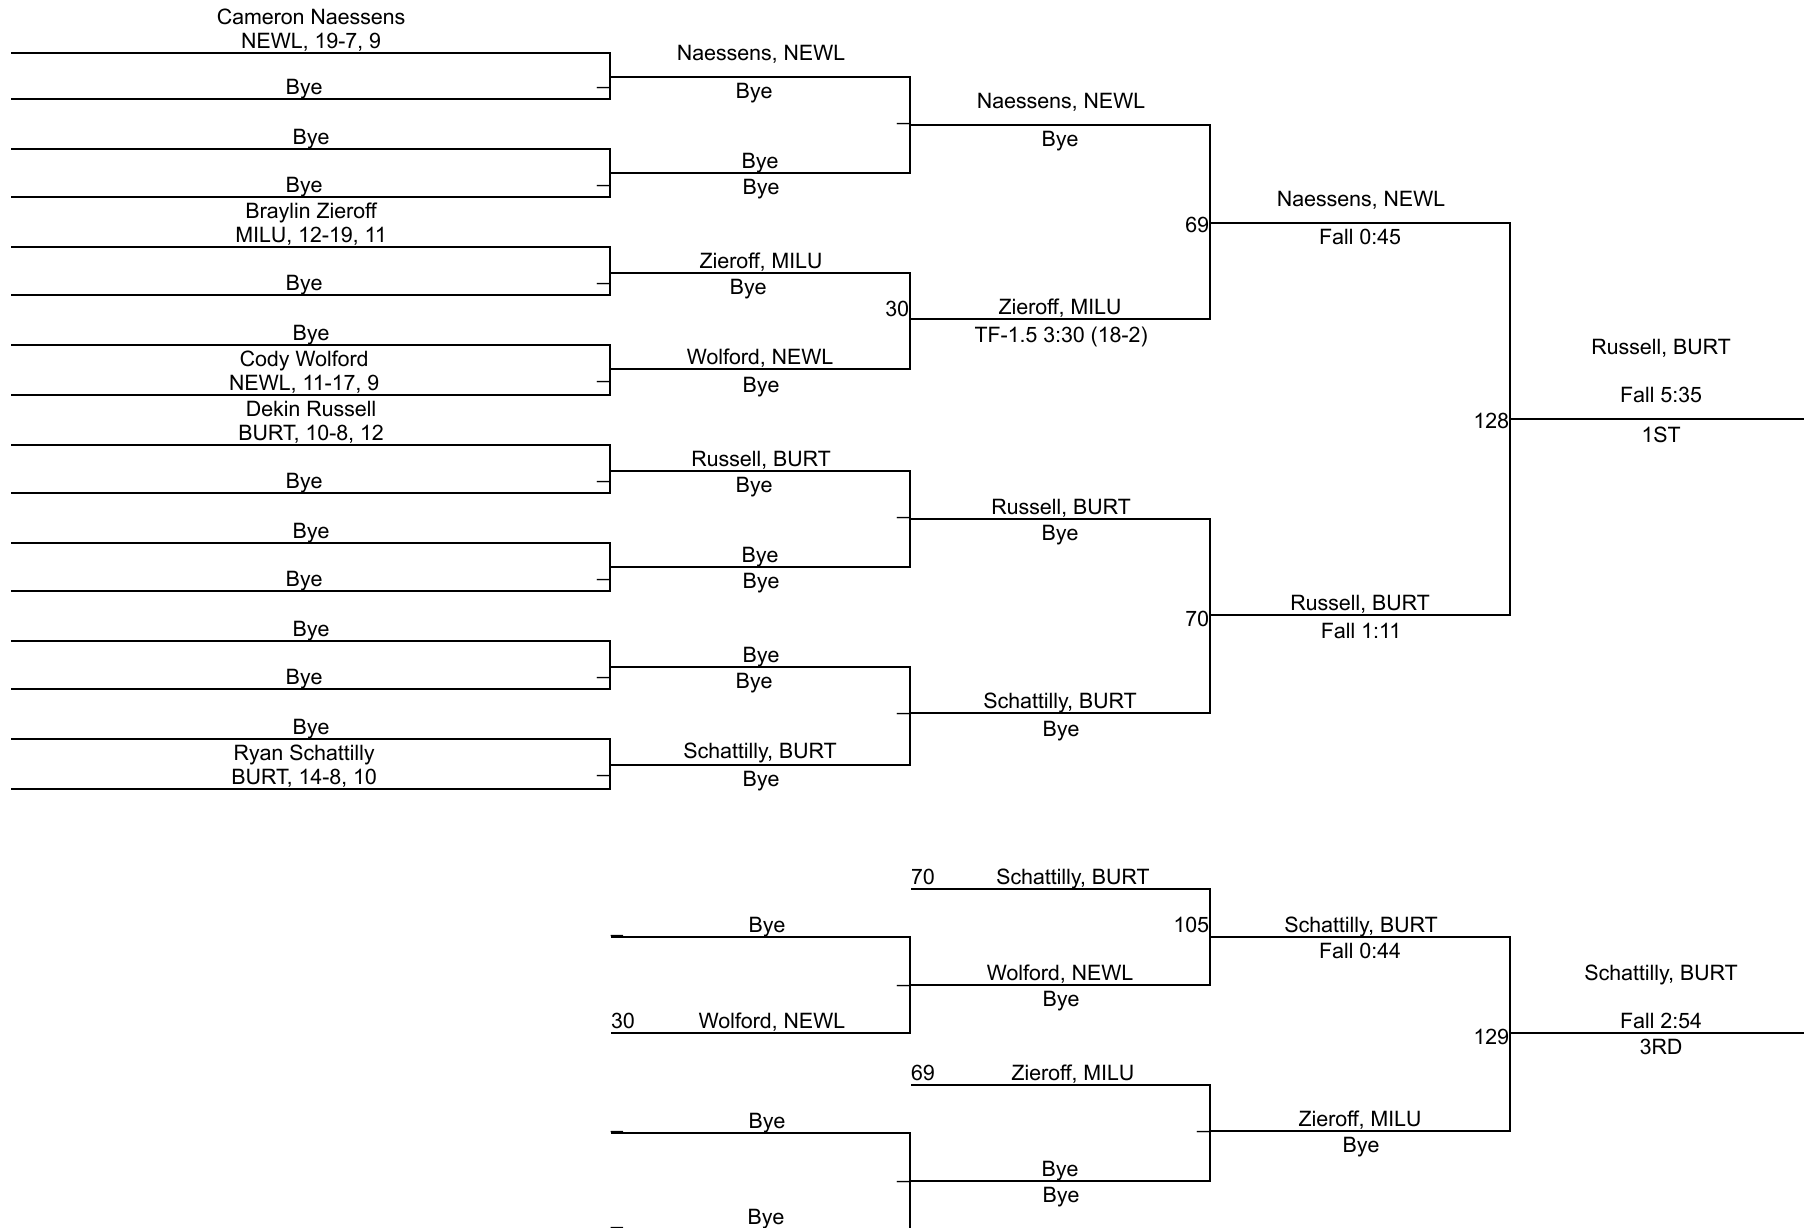 Cameron Naessens
NEWL, 19-7, 9
Bye
Bye
Bye
Braylin Zieroff
MILU, 12-19, 11
Bye
Bye
Cody Wolford
NEWL, 11-17, 9
Dekin Russell
BURT, 10-8, 12
Bye
Bye
Bye
Bye
Bye
Bye
Ryan Schattilly
BURT, 14-8, 10
Naessens, NEWL
Bye
Bye
Bye
Zieroff, MILU
Bye
30
Wolford, NEWL
Bye
Russell, BURT
Bye
Bye
Bye
Bye
Bye
Schattilly, BURT
Bye
Naessens, NEWL
Bye
69
Zieroff, MILU
TF-1.5 3:30 (18-2)
Russell, BURT
Bye
70
Schattilly, BURT
Bye
Naessens, NEWL
Fall 0:45
128
Russell, BURT
Fall 1:11
Russell, BURT
Fall 5:35
1ST
70 Schattilly, BURT
Bye
105
Wolford, NEWL
Bye
30 Wolford, NEWL
Schattilly, BURT
Fall 0:44
129
Schattilly, BURT
Fall 2:54
3RD
69 Zieroff, MILU
Bye
Zieroff, MILU
Bye
Bye
Bye
Bye